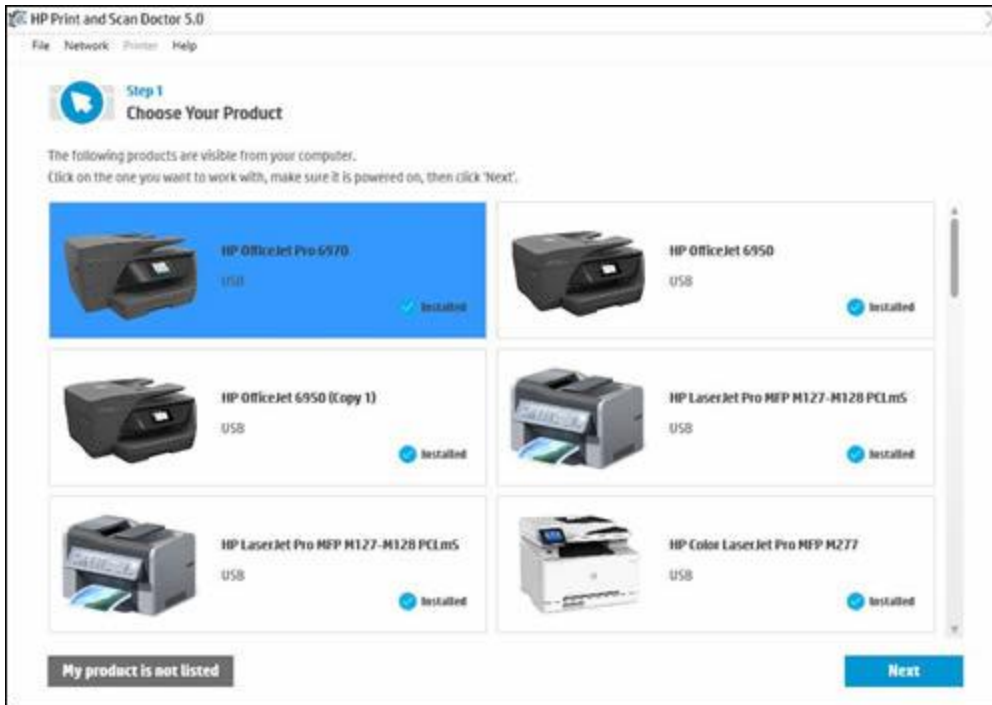 HP Print and Scan Doctor 5.0
File Network Printer Help
Step 1
Choose Your Product
The following products are visible from your computer.
Click on the one you want to work with, make sure it is powered on, then click 'Next'.
HP OfficeJet Pro 6970
USB
Installed
HP OfficeJet 6950
USB
Installed
HP OfficeJet 6950 (Copy 1)
USB
Installed
HP LaserJet Pro MFP M127-M128 PCLmS
USB
Installed
HP LaserJet Pro MFP M127-M128 PCLmS
USB
Installed
HP Color LaserJet Pro MFP M277
USB
Installed
My product is not listed
Next